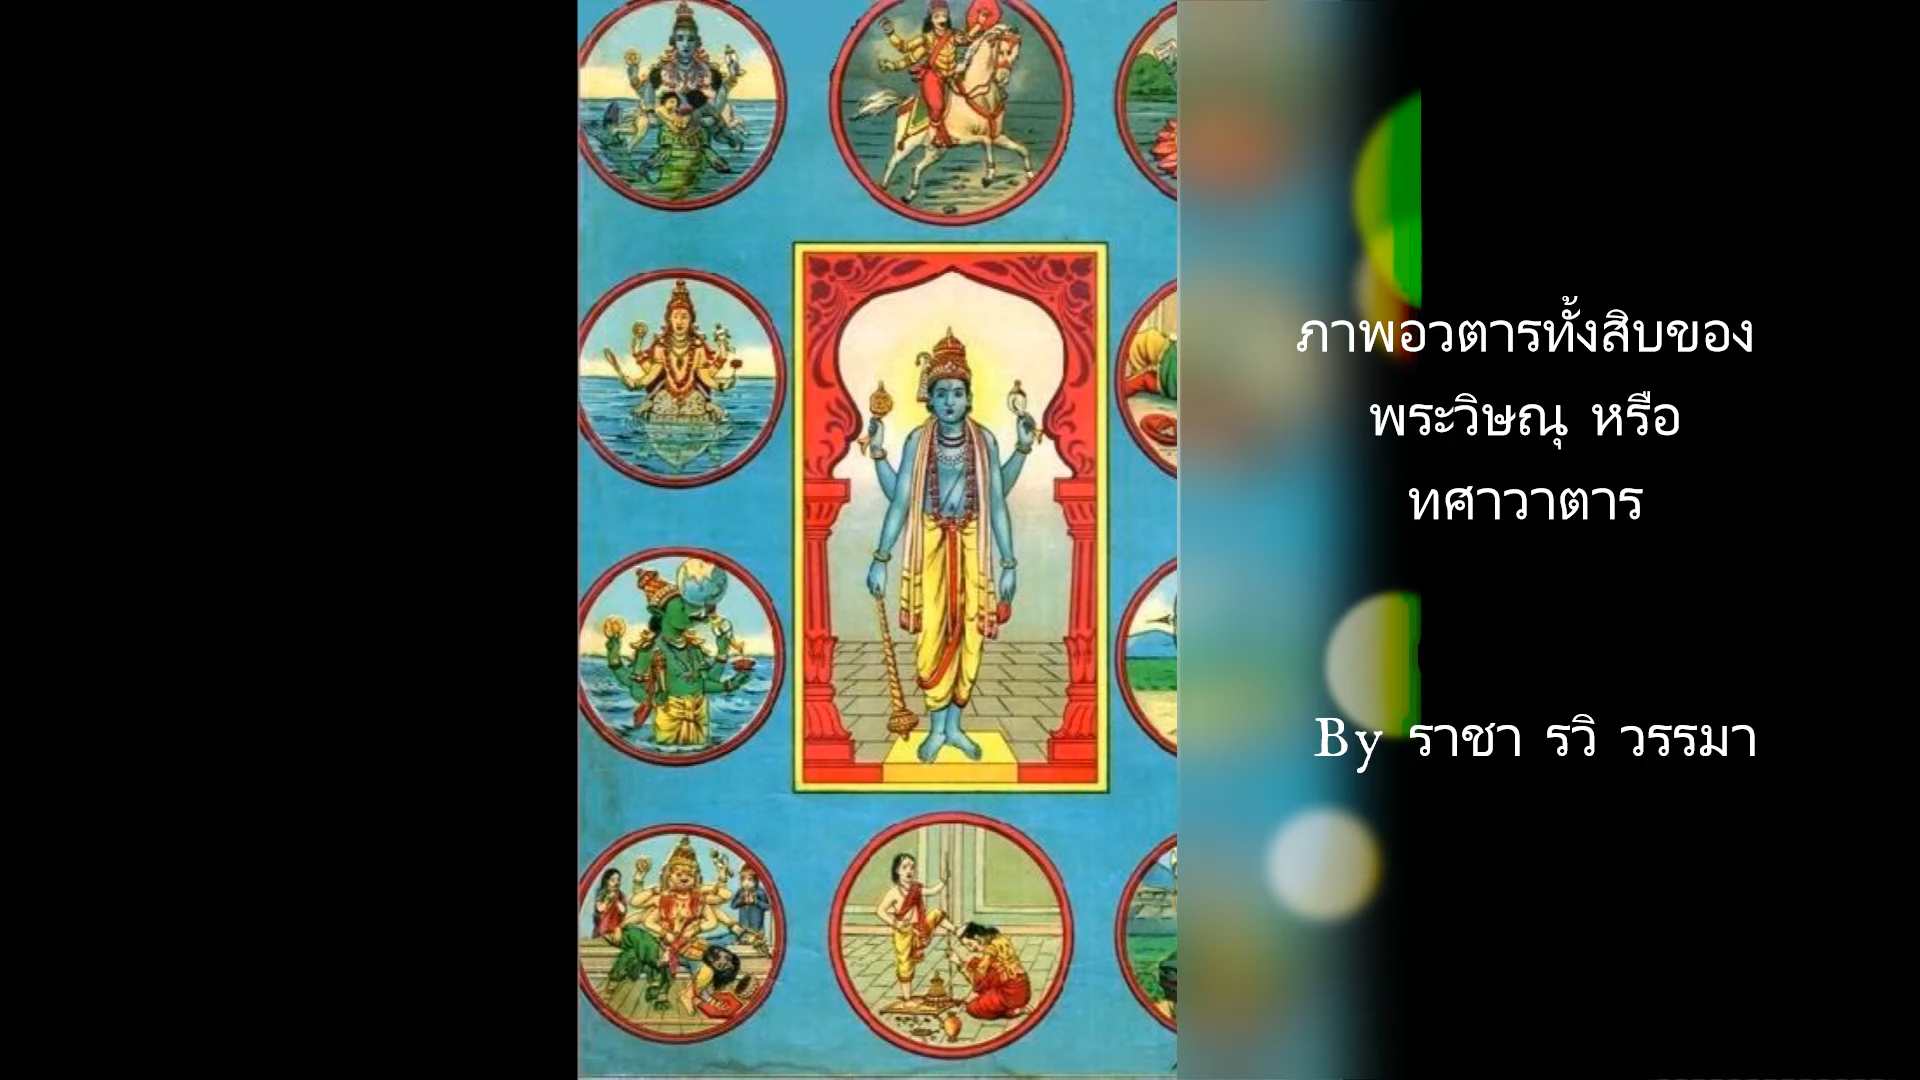 ภาพอวตารทั้งสิบของ
พระวิษณุ หรือ
ทศาวาตาร
By ราชา รวิ วรรมา